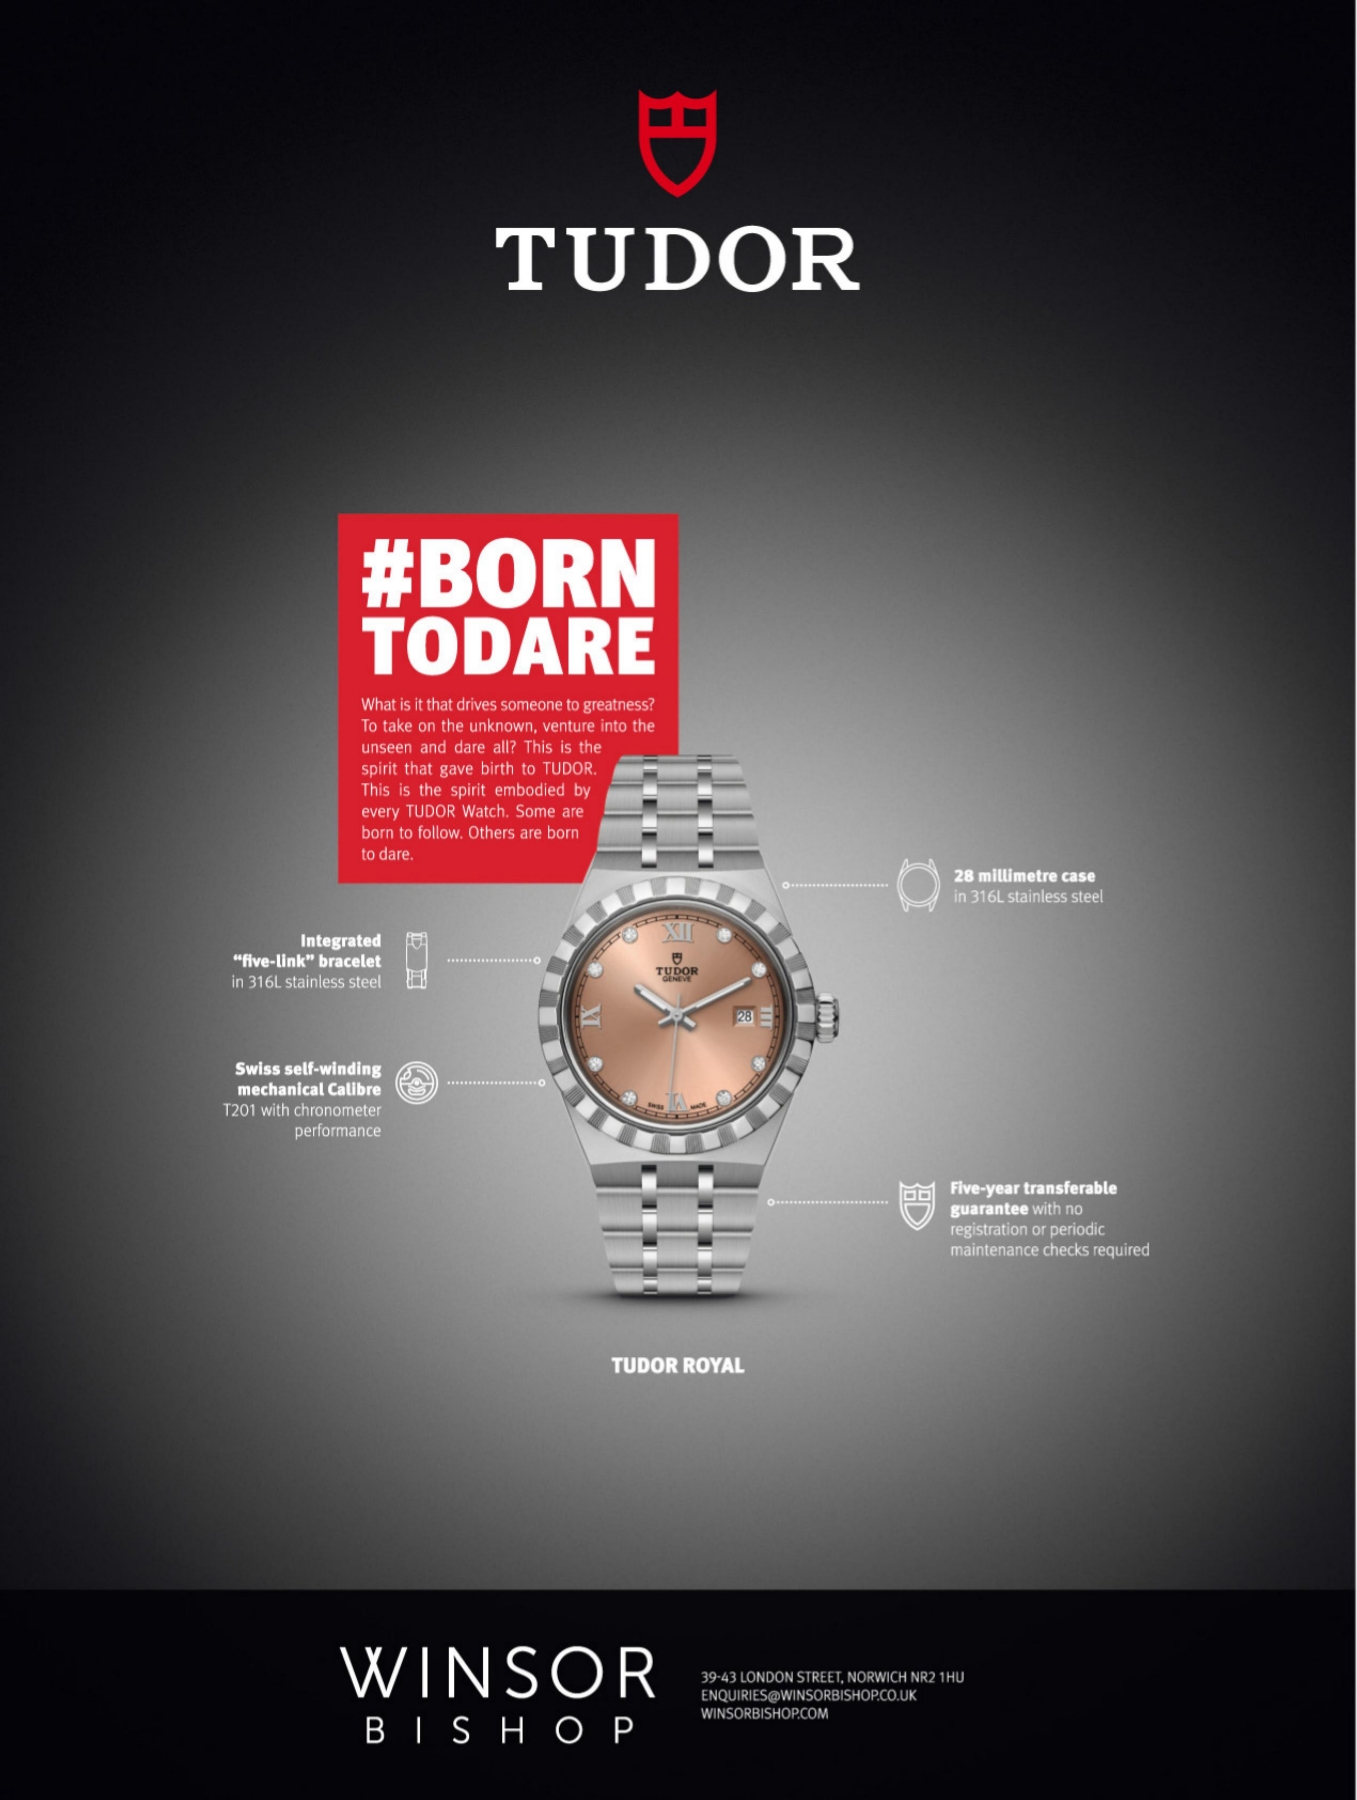 TUDOR
#BORN
TODARE
What is it that drives someone to greatness?
To take on the unknown, venture into the
unseen and dare all? This is the
spirit that gave birth to TUDOR.
This is the spirit embodied by
every TUDOR Watch. Some are
born to follow. Others are born
to dare.
28 millimetre case
in 316L stainless steel
Integrated
“five-link” bracelet
in 316L stainless steel
XII
TUDOR
GENEVE
IX
28
III
VI
SWISS MADE
Swiss self-winding
mechanical Calibre
T201 with chronometer
performance
Five-year transferable
guarantee with no
registration or periodic
maintenance checks required
TUDOR ROYAL
WINSOR
BISHOP
39-43 LONDON STREET, NORWICH NR2 1HU
ENQUIRIES@WINSORBISHOP.CO.UK
WINSORBISHOP.COM